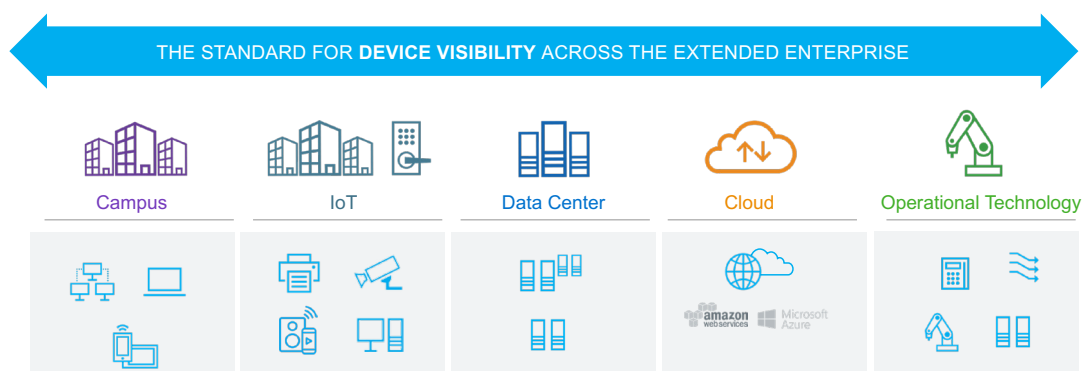 THE STANDARD FOR DEVICE VISIBILITY ACROSS THE EXTENDED ENTERPRISE
Campus
IoT
Data Center
Cloud
Operational Technology
amazon
webservices
Microsoft
Azure